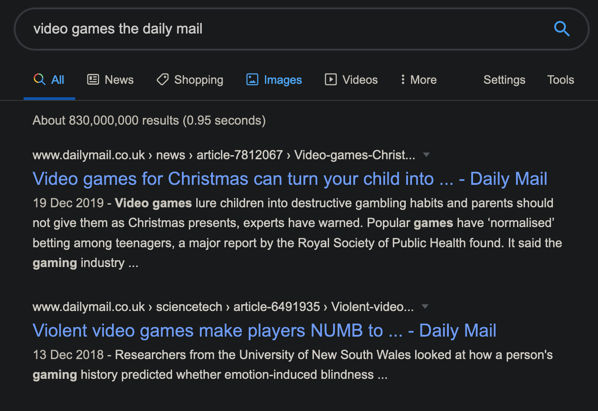 video games the daily mail
All News Shopping Images Videos More Settings Tools
About 830,000,000 results (0.95 seconds)
www.dailymail.co.uk › news › article-7812067 › Video-games-Christ...
Video games for Christmas can turn your child into ... - Daily Mail
19 Dec 2019 - Video games lure children into destructive gambling habits and parents should
not give them as Christmas presents, experts have warned. Popular games have ‘normalised’
betting among teenagers, a major report by the Royal Society of Public Health found. It said the
gaming industry ...
www.dailymail.co.uk › sciencetech › article-6491935 › Violent-video...
Violent video games make players NUMB to ... - Daily Mail
13 Dec 2018 - Researchers from the University of New South Wales looked at how a person's
gaming history predicted whether emotion-induced blindness ...